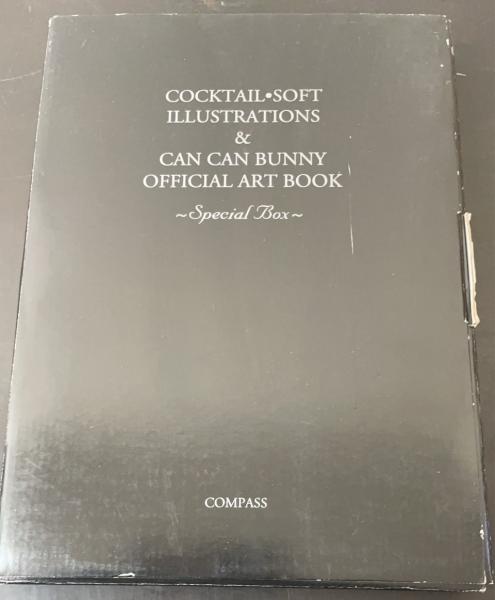 COCKTAIL•SOFT
ILLUSTRATIONS
&
CAN CAN BUNNY
OFFICIAL ART BOOK
~Special Box~
COMPASS